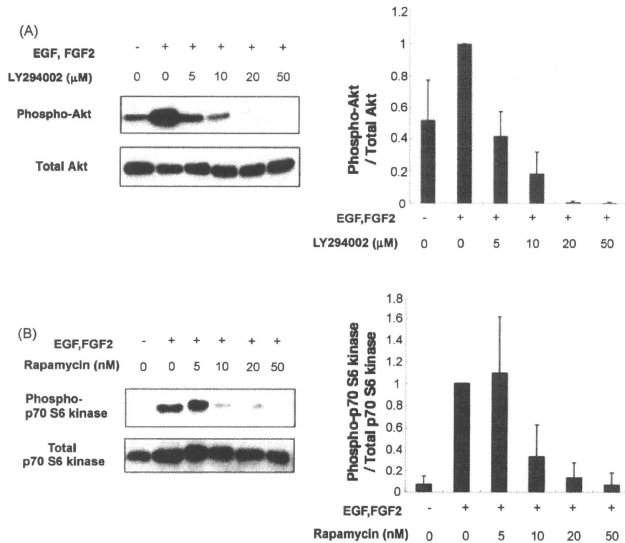 (A)
EGF, FGF2 - + + + + +
LY294002 (μM) 0 0 5 10 20 50
Phospho-Akt
Total Akt
Phospho-Akt
/ Total Akt
1.2
1
0.8
0.6
0.4
0.2
0
EGF,FGF2 - + + + + +
LY294002 (μM) 0 0 5 10 20 50
(B)
EGF,FGF2 - + + + + +
Rapamycin (nM) 0 0 5 10 20 50
Phospho-
p70 S6 kinase
Total
p70 S6 kinase
Phospho-p70 S6 kinase
/ Total p70 S6 kinase
1.8
1.6
1.4
1.2
1
0.8
0.6
0.4
0.2
0
EGF,FGF2 - + + + + +
Rapamycin (nM) 0 0 5 10 20 50